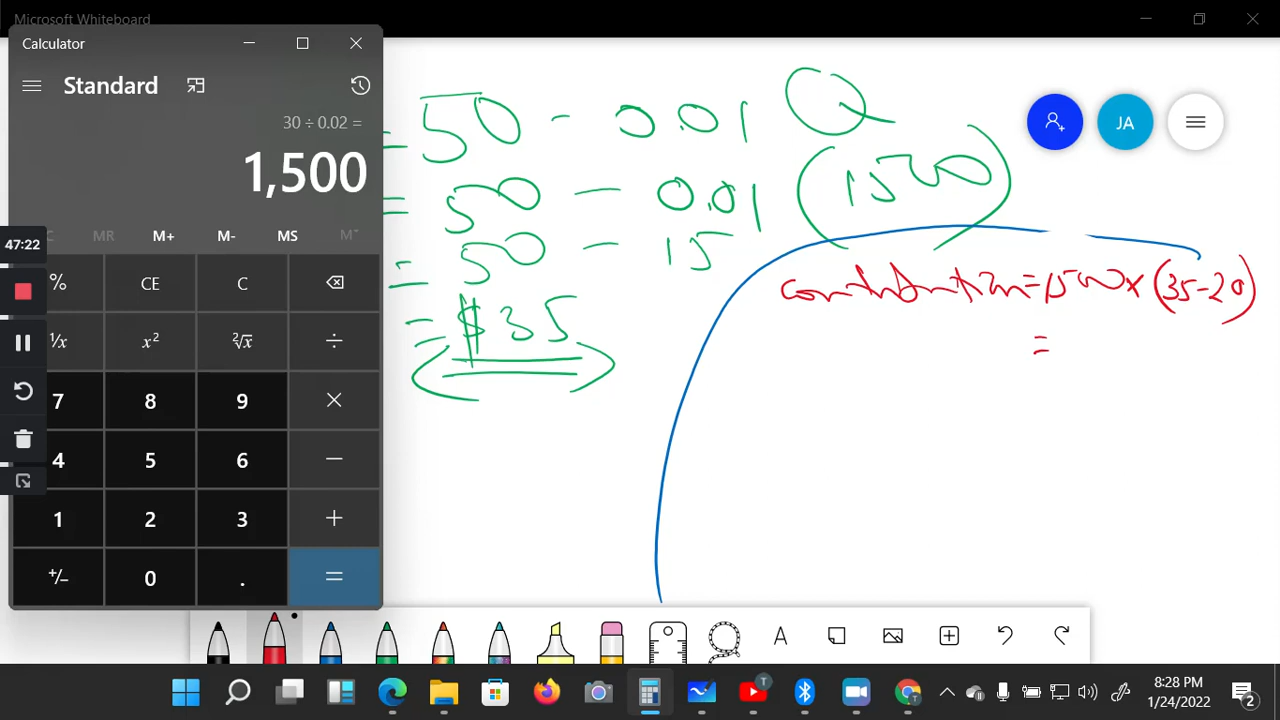 Microsoft Whiteboard
Calculator
Standard
30 ÷ 0.02 =
1,500
MR M+ M- MS M˅
47:22
% CE C
¹/x x² ²√x ÷
7 8 9 ×
4 5 6 −
1 2 3 +
+/− 0 . =
= 50 - 0.01 Q
= 50 - 0.01 (1500)
= 50 - 15
= $35
contribution = 1500 x (35-20)
=
JA
A
T
8:28 PM
1/24/2022
2